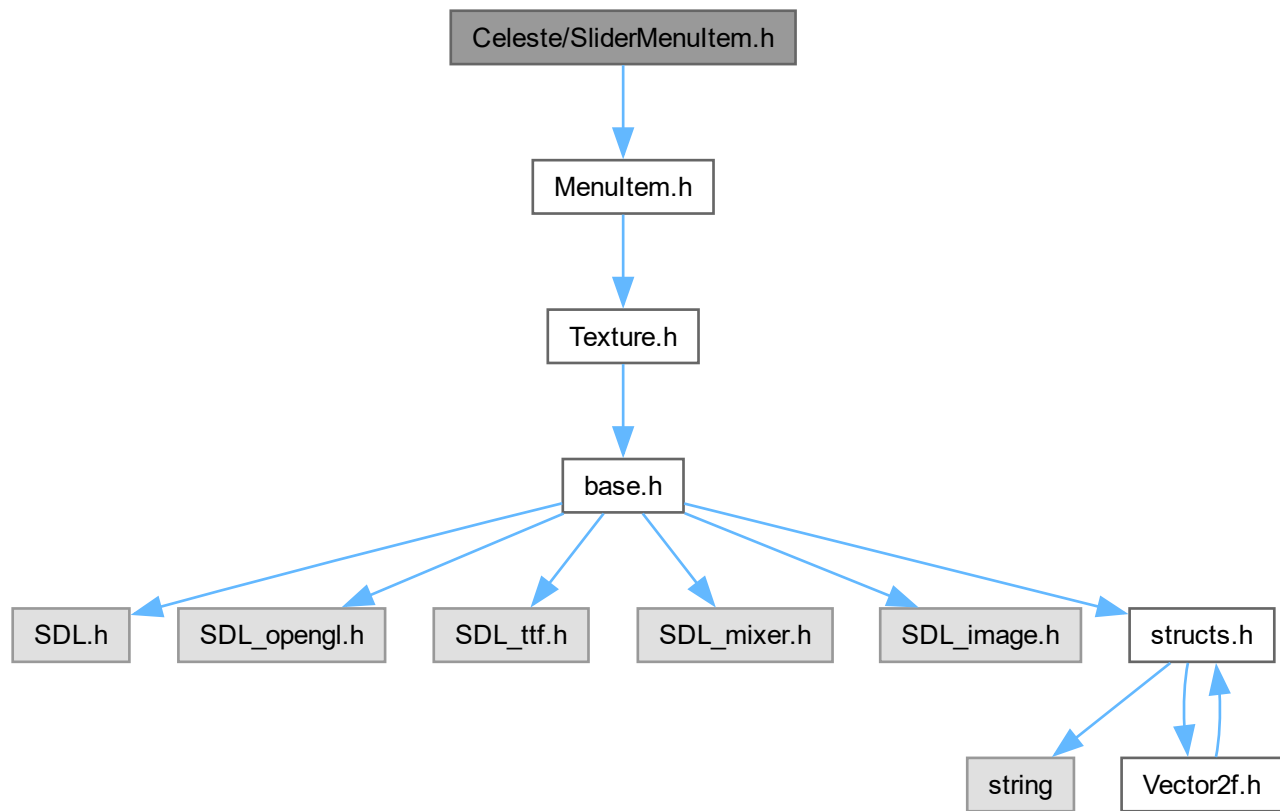 Celeste/SliderMenuItem.h
MenuItem.h
Texture.h
base.h
SDL.h
SDL_opengl.h
SDL_ttf.h
SDL_mixer.h
SDL_image.h
structs.h
string
Vector2f.h